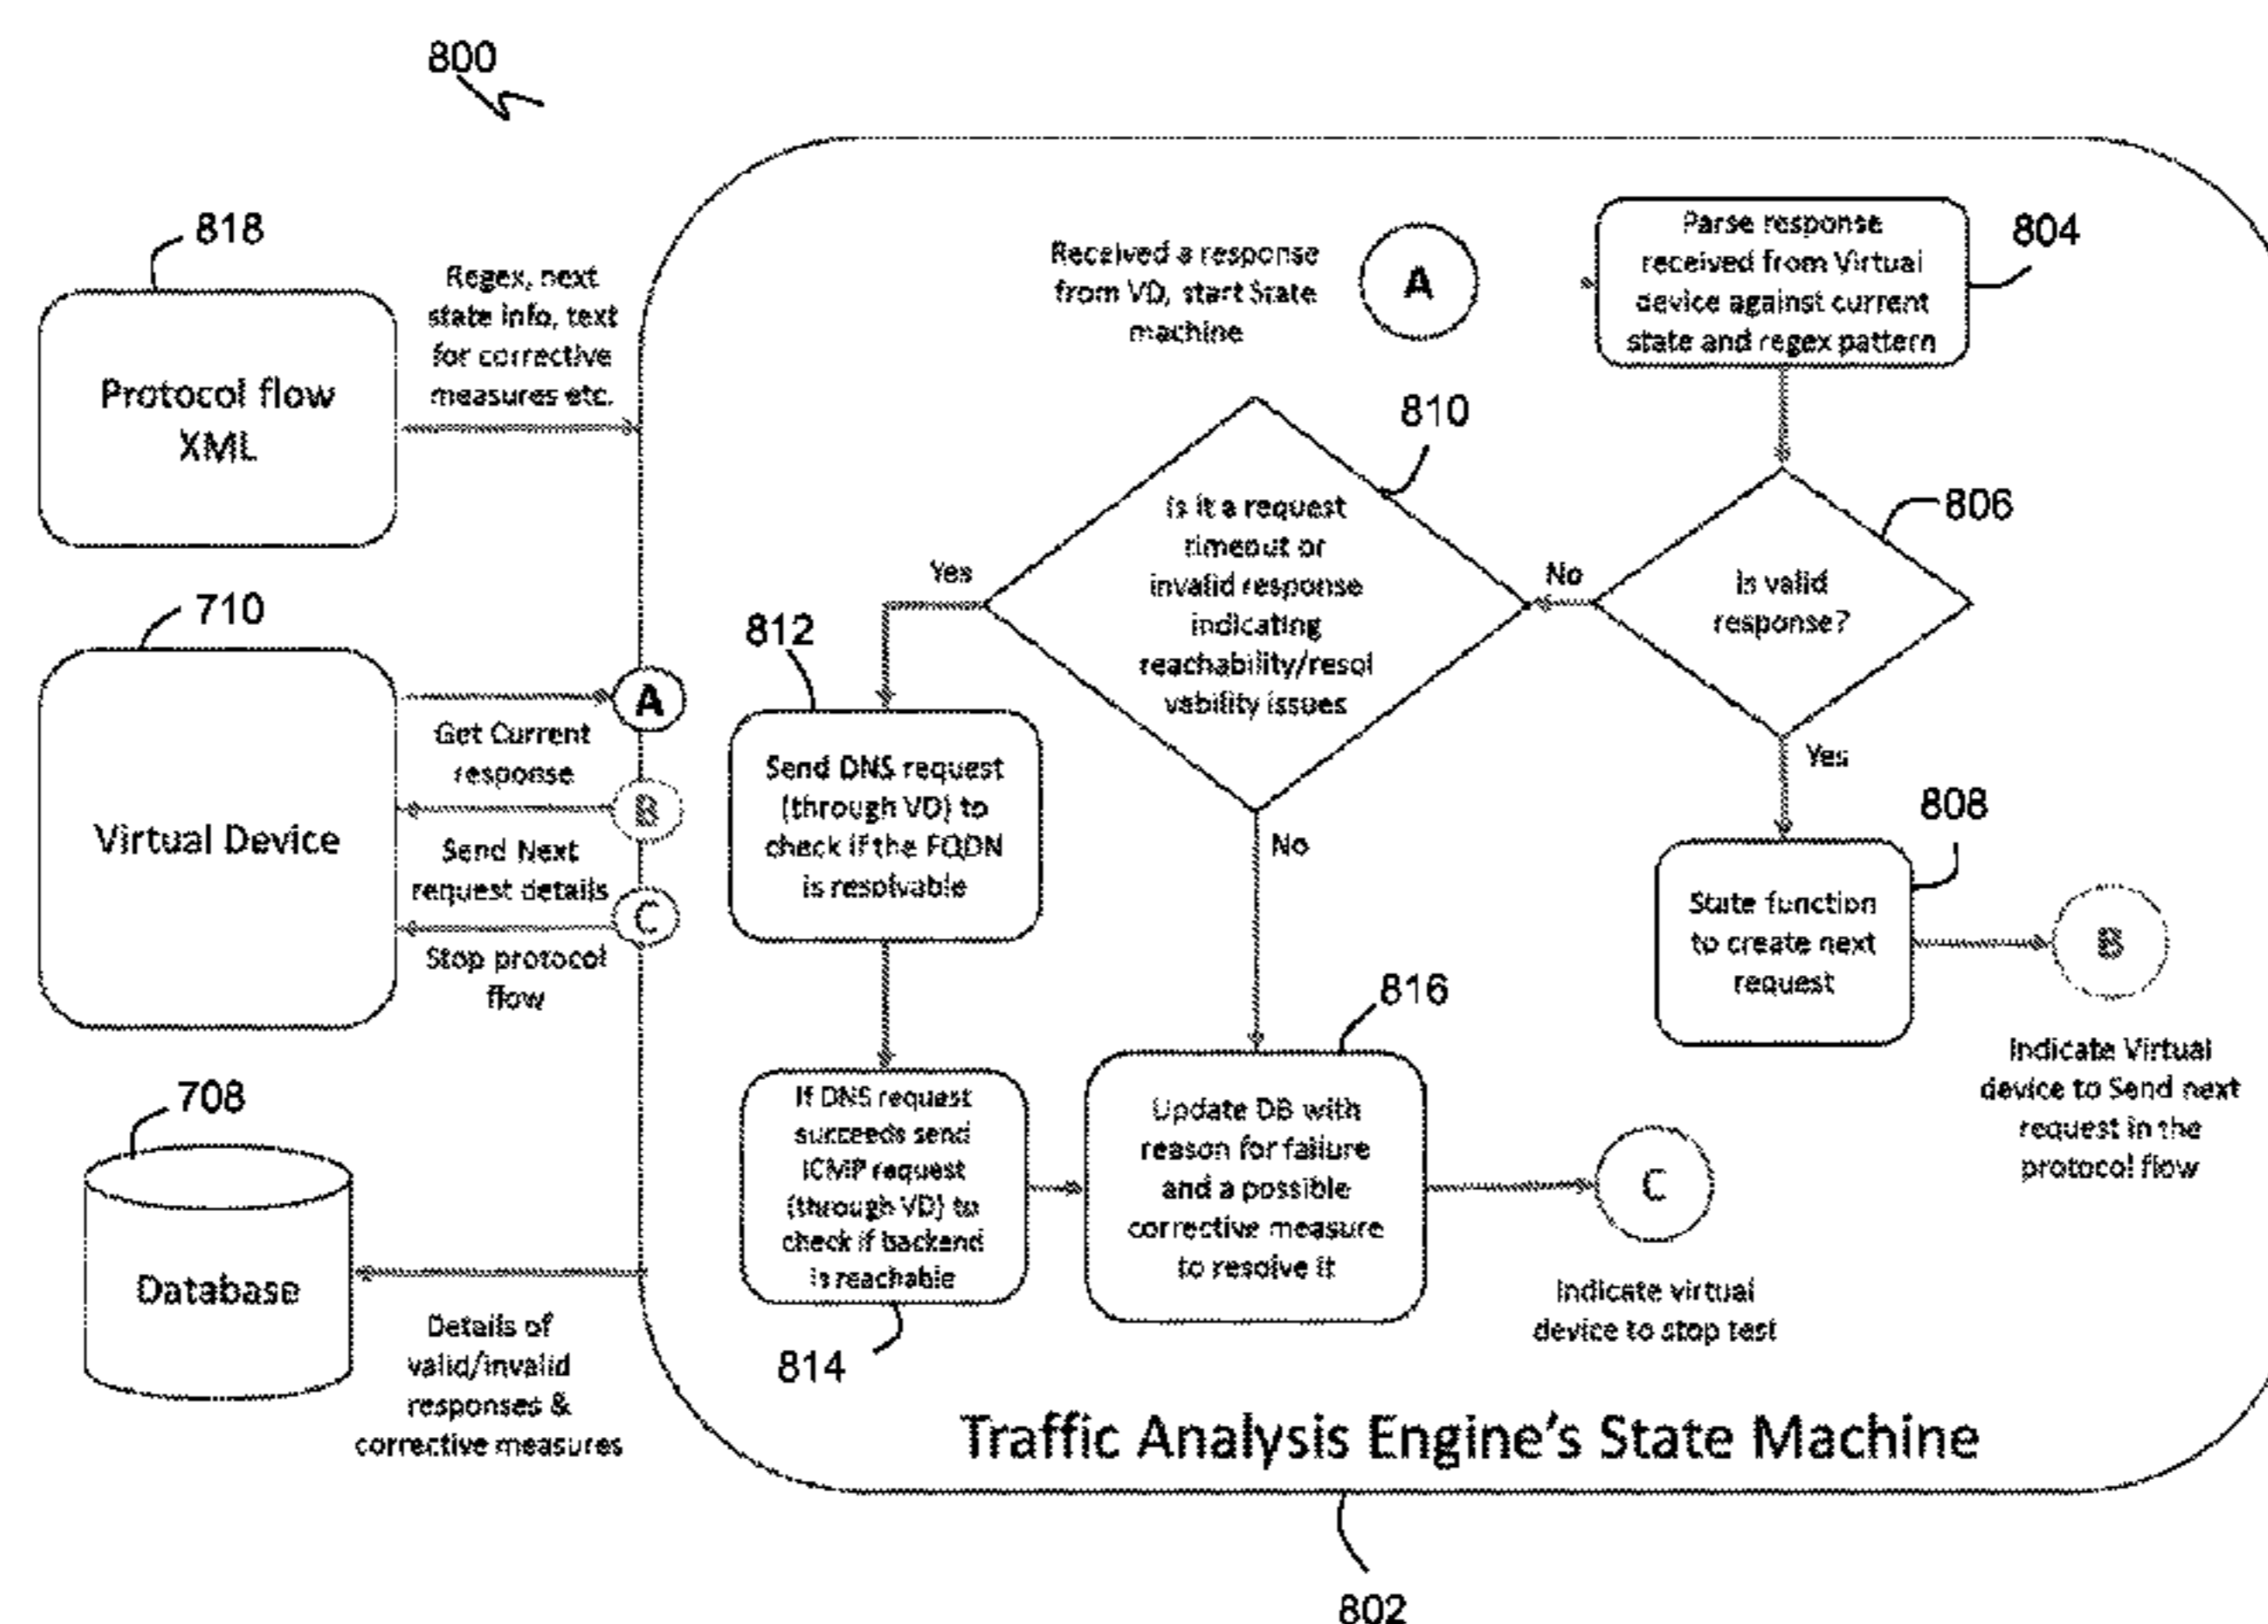 800
818
Protocol flow
XML
Regex, next
state info, text
for corrective
measures etc.
710
Virtual Device
A
Get Current
response
B
Send Next
request details
C
Stop protocol
flow
708
Database
Details of
valid/invalid
responses &
corrective measures
Received a response
from VD, start State
machine
A
Parse response
received from Virtual
device against current
state and regex pattern
804
806
Is valid
response?
No
Yes
810
Is it a request
timeout or
invalid response
indicating
reachability/resol
vability issues
Yes
No
812
Send DNS request
(through VD) to
check if the FQDN
is resolvable
If DNS request
succeeds send
ICMP request
(through VD) to
check if backend
is reachable
814
816
Update DB with
reason for failure
and a possible
corrective measure
to resolve it
808
State function
to create next
request
B
Indicate Virtual
device to Send next
request in the
protocol flow
C
Indicate virtual
device to stop test
Traffic Analysis Engine's State Machine
802